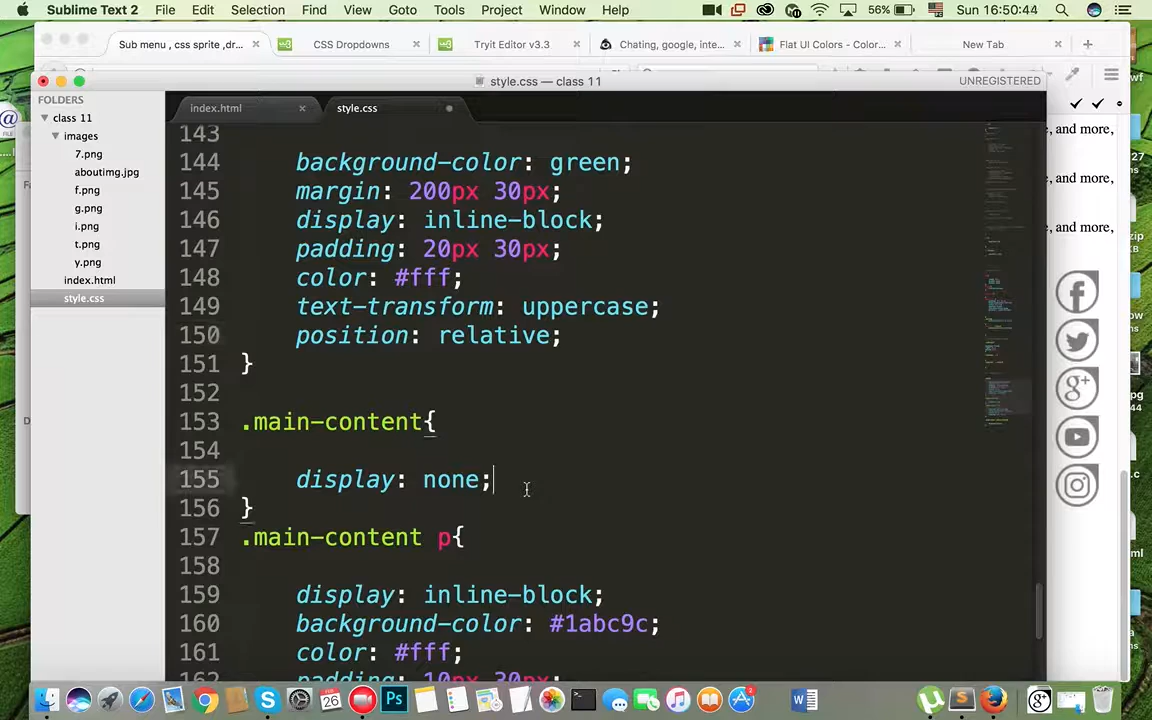 Sublime Text 2 File Edit Selection Find View Goto Tools Project Window Help 56% Sun 16:50:44
Sub menu , css sprite ,dr... CSS Dropdowns Tryit Editor v3.3 Chating, google, inte... Flat UI Colors - Color... New Tab
style.css — class 11 UNREGISTERED
FOLDERS
class 11
images
7.png
aboutimg.jpg
f.png
g.png
i.png
t.png
y.png
index.html
style.css
index.html style.css
143
144 background-color: green;
145 margin: 200px 30px;
146 display: inline-block;
147 padding: 20px 30px;
148 color: #fff;
149 text-transform: uppercase;
150 position: relative;
151 }
152
153 .main-content{
154
155 display: none;
156 }
157 .main-content p{
158
159 display: inline-block;
160 background-color: #1abc9c;
161 color: #fff;
162 padding: 10px 30px;
e, and more,
e, and more,
e, and more,